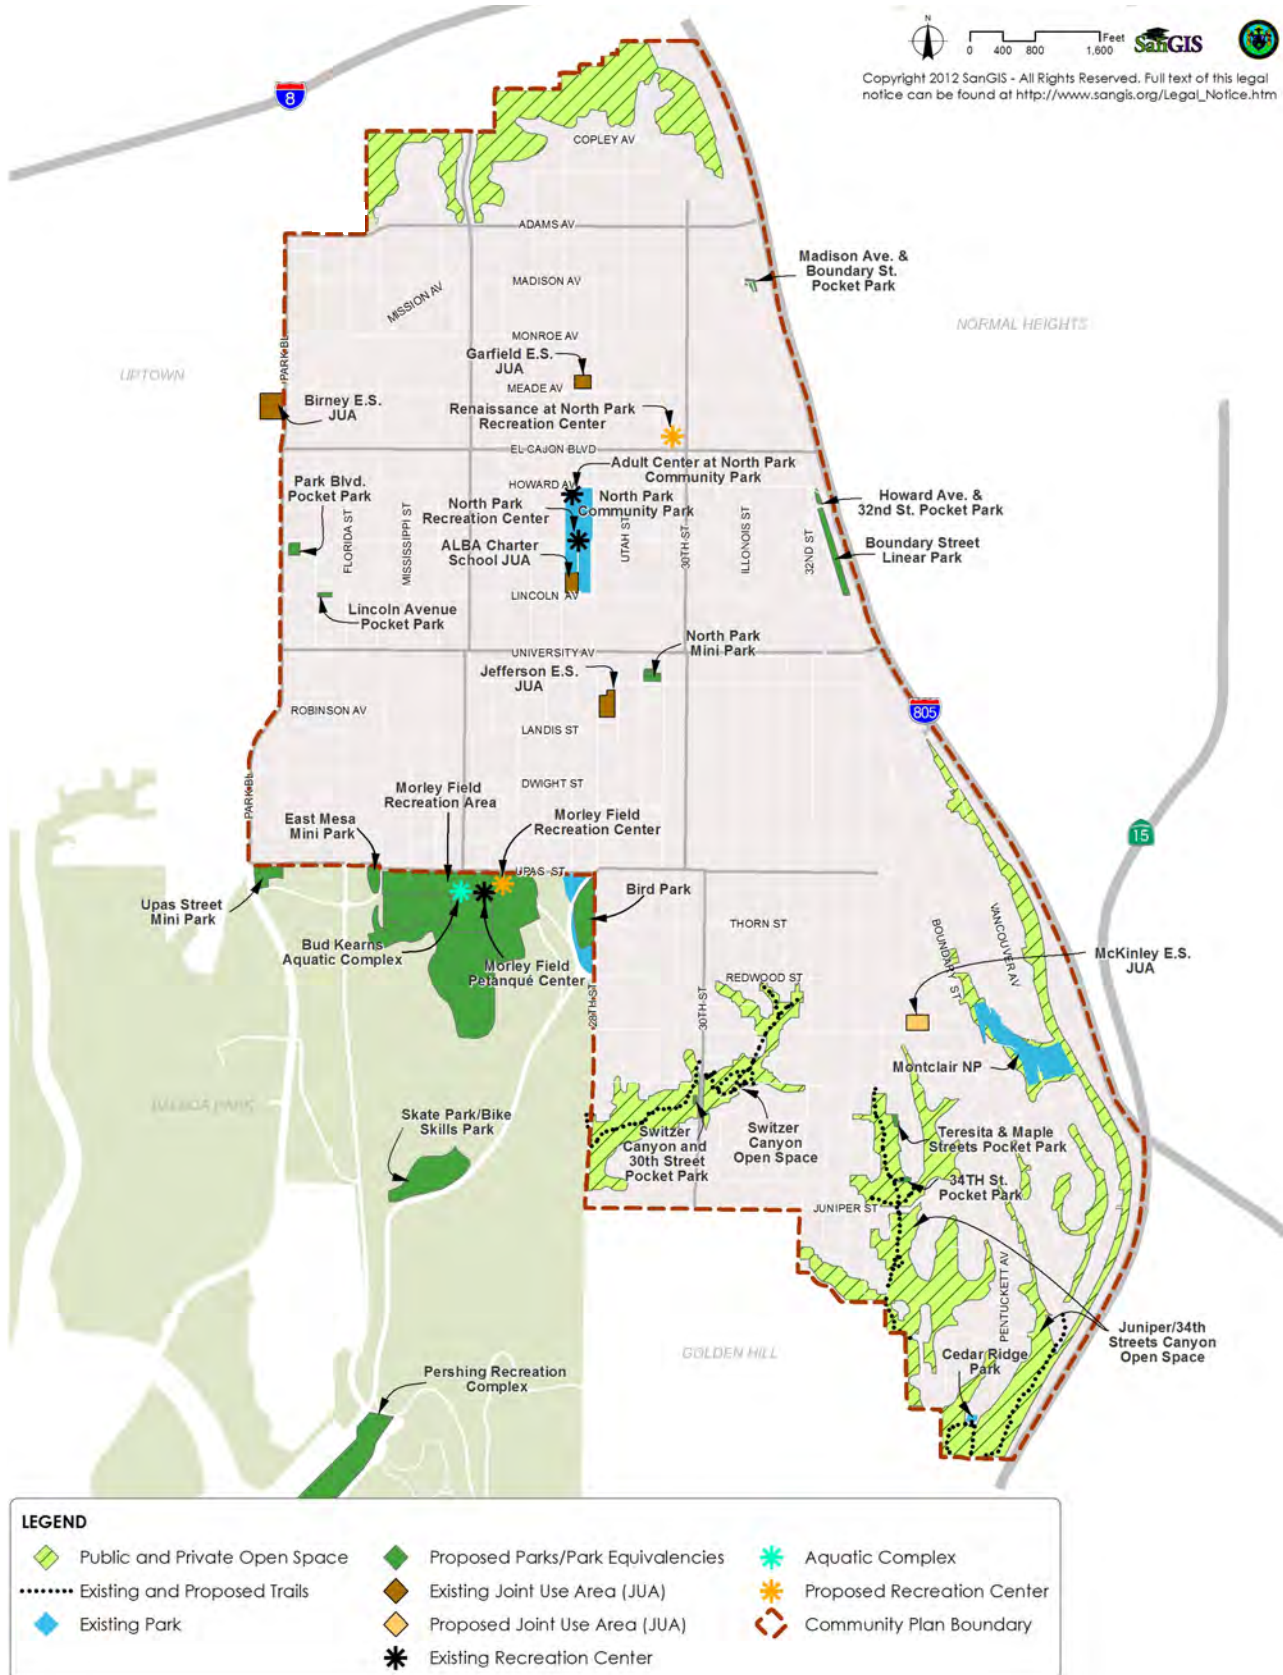 N
0 400 800 1,600 Feet
SanGIS
Copyright 2012 SanGIS - All Rights Reserved. Full text of this legal
notice can be found at http://www.sangis.org/Legal_Notice.htm
8
COPLEY AV
ADAMS AV
MADISON AV
MISSION AV
Madison Ave. &
Boundary St.
Pocket Park
NORMAL HEIGHTS
MONROE AV
PARK BL
UPTOWN
Garfield E.S.
JUA
MEADE AV
Birney E.S.
JUA
Renaissance at North Park
Recreation Center
EL CAJON BLVD
Adult Center at North Park
Community Park
HOWARD AV
Park Blvd.
Pocket Park
North Park
Community Park
North Park
Recreation Center
Howard Ave. &
32nd St. Pocket Park
FLORIDA ST
MISSISSIPPI ST
UTAH ST
30TH ST
ILLONOIS ST
32ND ST
ALBA Charter
School JUA
Boundary Street
Linear Park
LINCOLN AV
Lincoln Avenue
Pocket Park
North Park
Mini Park
UNIVERSITY AV
Jefferson E.S.
JUA
ROBINSON AV
805
LANDIS ST
PARK BL
DWIGHT ST
Morley Field
Recreation Area
East Mesa
Mini Park
Morley Field
Recreation Center
15
UPAS ST
Bird Park
Upas Street
Mini Park
THORN ST
BOUNDARY ST
VANCOUVER AV
Bud Kearns
Aquatic Complex
McKinley E.S.
JUA
Morley Field
Petanqué Center
REDWOOD ST
28TH ST
30TH ST
Montclair NP
BALBOA PARK
Skate Park/Bike
Skills Park
Switzer
Canyon and
30th Street
Pocket Park
Switzer
Canyon
Open Space
Teresita & Maple
Streets Pocket Park
34TH St.
Pocket Park
JUNIPER ST
PENTUCKETT AV
Juniper/34th
Streets Canyon
Open Space
GOLDEN HILL
Cedar Ridge
Park
Pershing Recreation
Complex
LEGEND
Public and Private Open Space
Existing and Proposed Trails
Existing Park
Proposed Parks/Park Equivalencies
Existing Joint Use Area (JUA)
Proposed Joint Use Area (JUA)
Existing Recreation Center
Aquatic Complex
Proposed Recreation Center
Community Plan Boundary